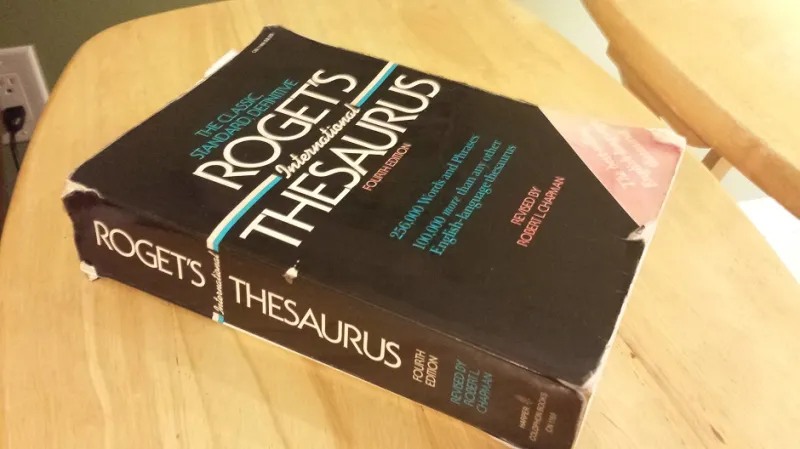 THE CLASSIC
STANDARD DEFINITIVE
ROGET'S
International
THESAURUS
FOURTH EDITION
256,000 Words and Phrases
100,000 more than any other
English-language thesaurus
REVISED BY
ROBERT L. CHAPMAN
ROGET'S
International
THESAURUS
FOURTH
EDITION
REVISED BY
ROBERT L.
CHAPMAN
HARPER
COLOPHON BOOKS